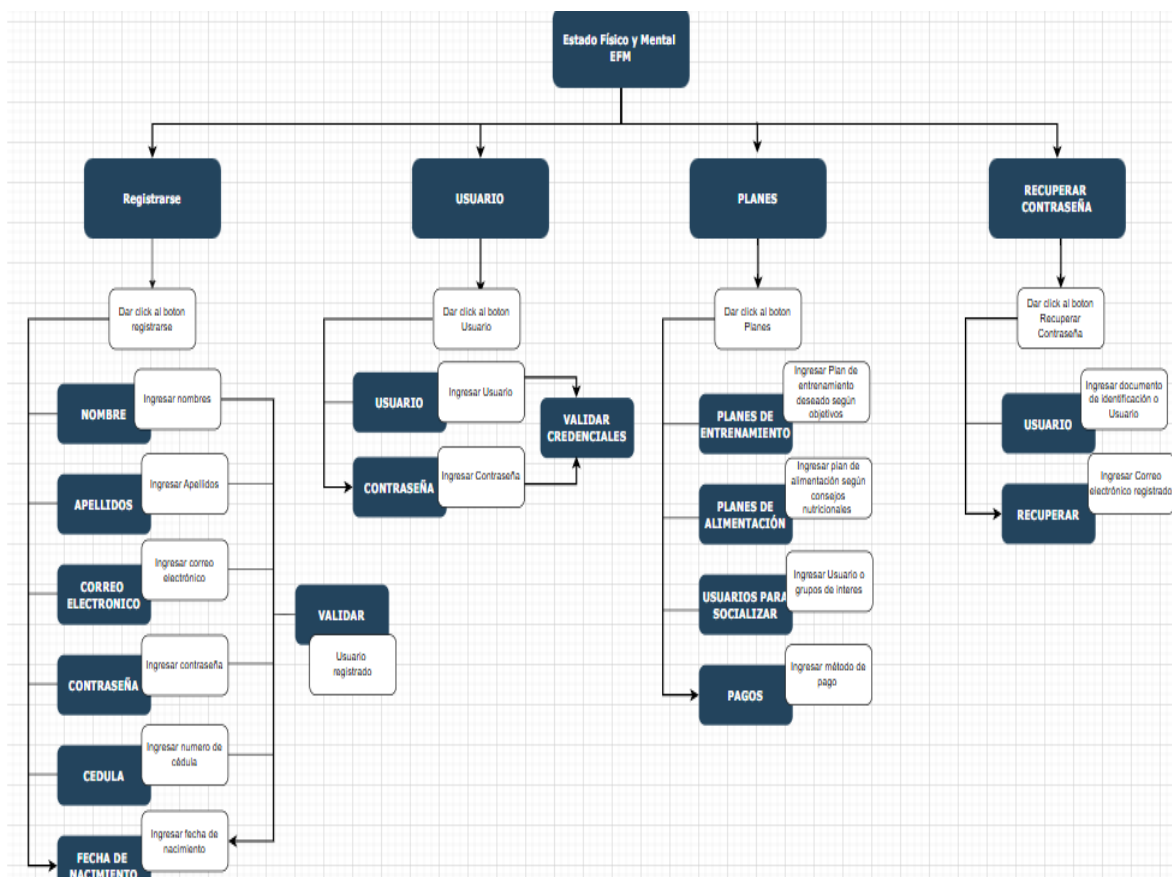 Estado Físico y Mental
EFM
Registrarse
USUARIO
PLANES
RECUPERAR
CONTRASEÑA
Dar click al boton
registrarse
Dar click al boton
Usuario
Dar click al boton
Planes
Dar click al boton
Recuperar
Contraseña
NOMBRE
Ingresar nombres
APELLIDOS
Ingresar Apellidos
CORREO
ELECTRONICO
Ingresar correo
electrónico
CONTRASEÑA
Ingresar contraseña
CEDULA
Ingresar numero de
cédula
FECHA DE
NACIMIENTO
Ingresar fecha de
nacimiento
VALIDAR
Usuario
registrado
USUARIO
Ingresar Usuario
CONTRASEÑA
Ingresar Contraseña
VALIDAR
CREDENCIALES
PLANES DE
ENTRENAMIENTO
Ingresar Plan de
entrenamiento
deseado según
objetivos
PLANES DE
ALIMENTACIÓN
Ingresar plan de
alimentación según
consejos
nutricionales
USUARIOS PARA
SOCIALIZAR
Ingresar Usuario o
grupos de interes
PAGOS
Ingresar método de
pago
USUARIO
Ingresar documento
de identificación o
Usuario
RECUPERAR
Ingresar Correo
electrónico registrado